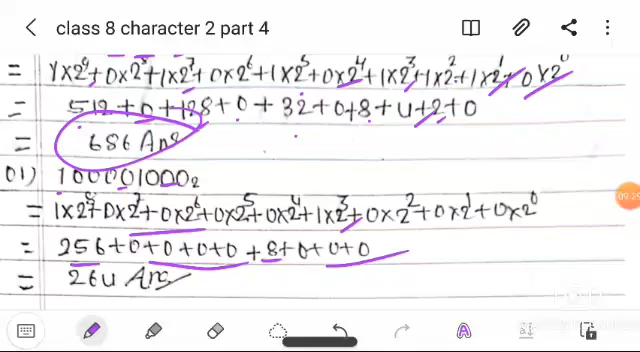 class 8 character 2 part 4
= 1×2⁹+0×2⁸+1×2⁷+0×2⁶+1×2⁵+0×2⁴+1×2³+1×2²+1×2¹+0×2⁰
= 512+0+128+0+32+0+8+4+2+0
= 686 Ans
01) 100001000₂
= 1×2⁸+0×2⁷+0×2⁶+0×2⁵+0×2⁴+1×2³+0×2²+0×2¹+0×2⁰
= 256+0+0+0+0+8+0+0+0
= 264 Ans
09:29